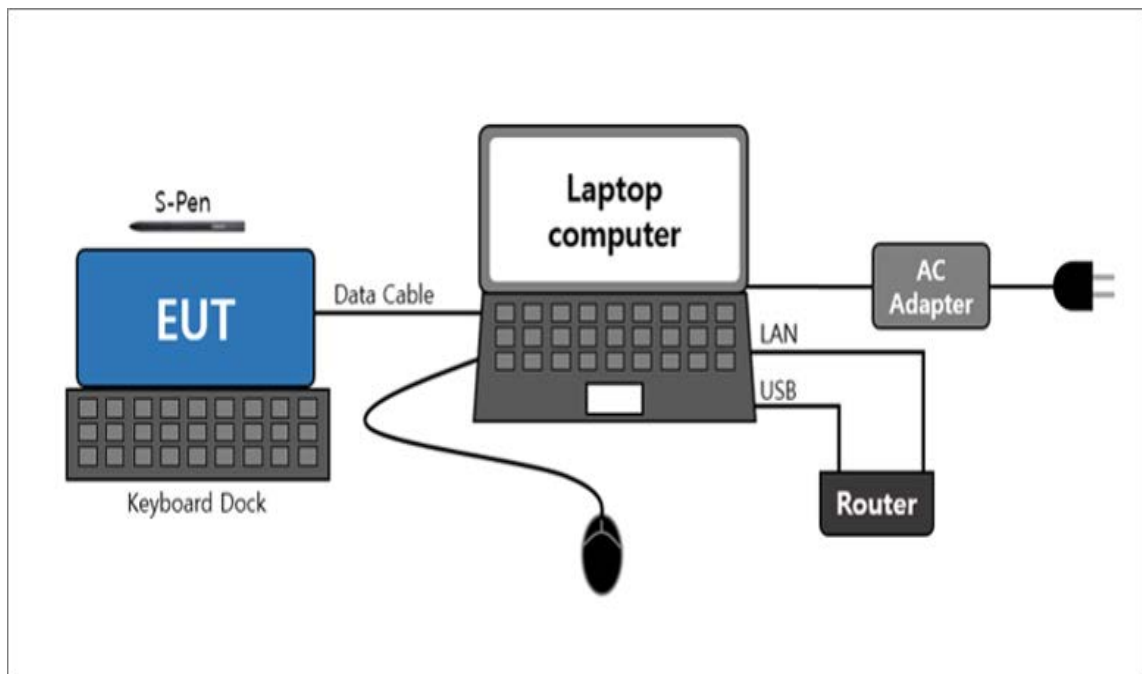 S-Pen
EUT
Keyboard Dock
Data Cable
Laptop
computer
AC
Adapter
LAN
USB
Router